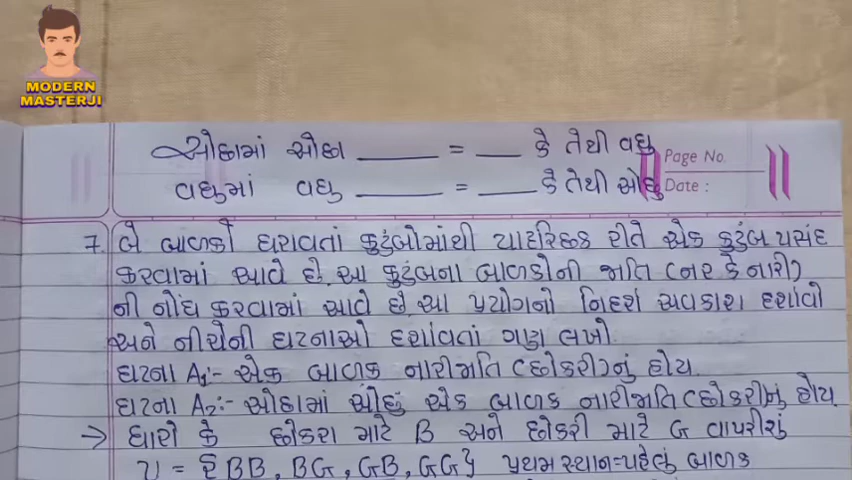 MODERN
MASTERJI
ઓછામાં ઓછા ______ = ___ કે તેથી વધુ
Page No.
વધુમાં વધુ ______ = ____ કે તેથી ઓછુ
Date :
7. બે બાળકો ધરાવતાં કુટુંબોમાંથી યાદચ્છિક રીતે એક કુટુંબ પસંદ
કરવામાં આવે છે. આ કુટુંબના બાળકોની જાતિ (નર કે નારી)
ની નોંધ કરવામાં આવે છે. આ પ્રયોગનો નિદર્શ અવકાશ દર્શાવો
અને નીચેની ઘટનાઓ દર્શાવતાં ગણ લખો.
ઘટના A₁:- એક બાળક નારીજાતિ (છોકરી)નું હોય.
ઘટના A₂:- ઓછામાં ઓછું એક બાળક નારીજાતિ (છોકરી)નું હોય.
→ ધારો કે છોકરા માટે B અને છોકરી માટે G વાપરીશું
U = {BB, BG, GB, GG} પ્રથમ સ્થાન=પહેલું બાળક